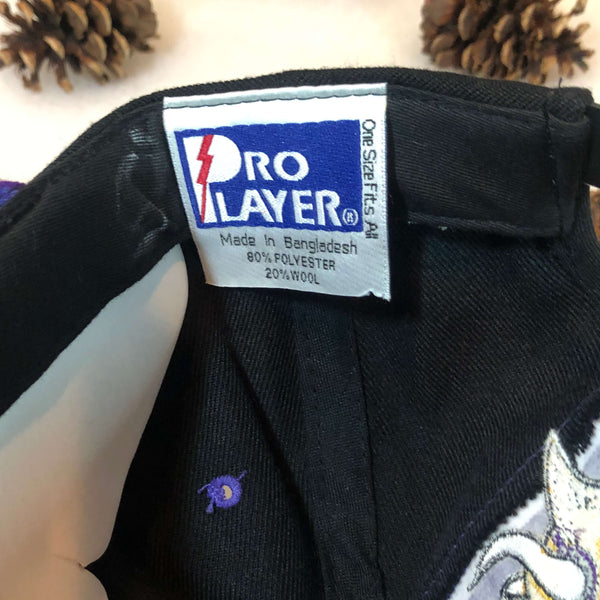 PRO
PLAYER®
One Size Fits All
Made In Bangladesh
80% POLYESTER
20% WOOL